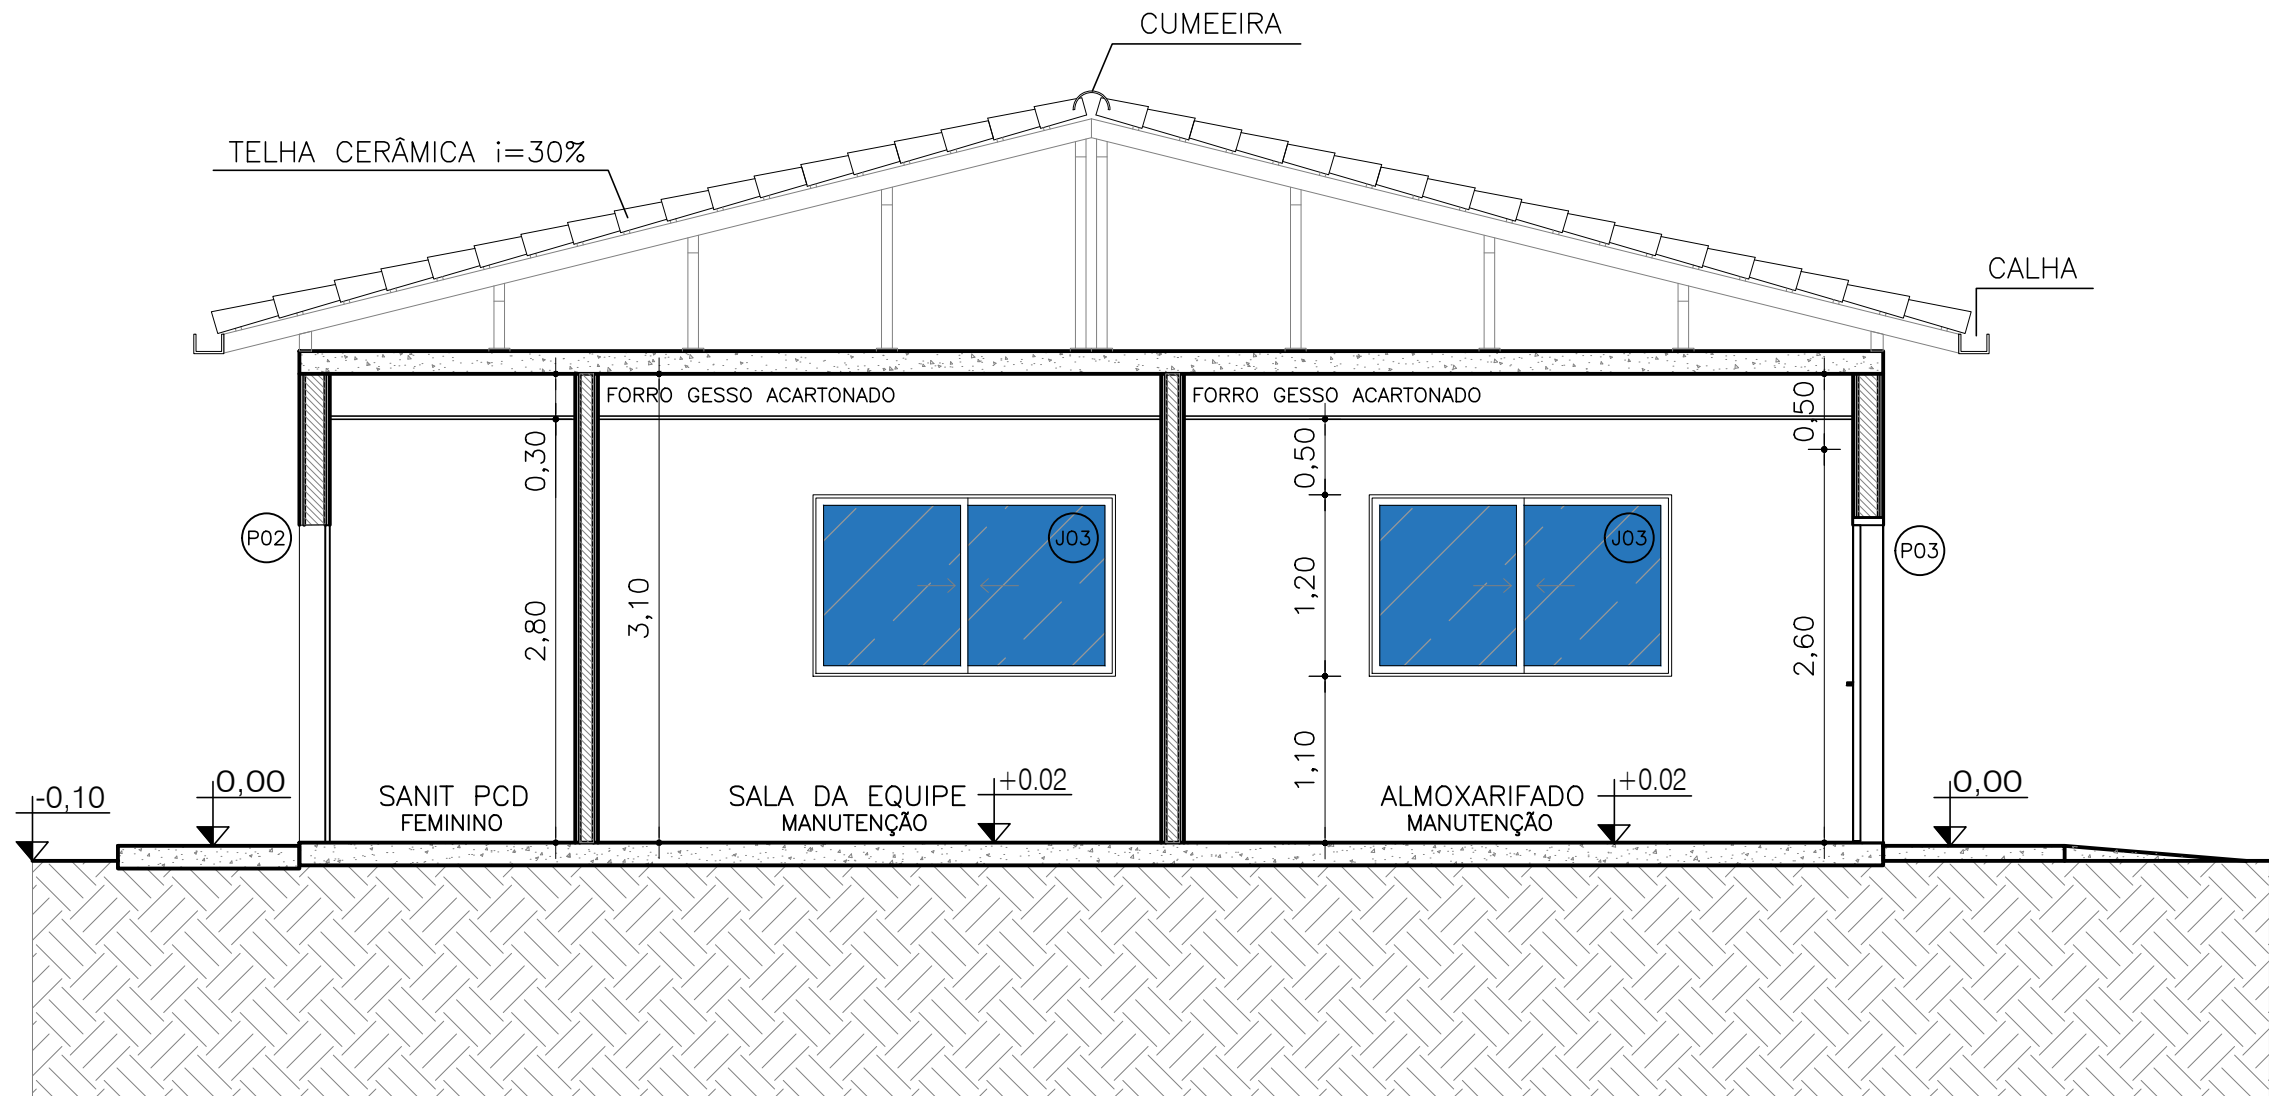 CUMEEIRA
TELHA CERÂMICA i=30%
CALHA
FORRO GESSO ACARTONADO
FORRO GESSO ACARTONADO
0,50
0,30
0,50
P02
J03
J03
P03
2,80
3,10
1,20
2,60
1,10
-0,10
0,00
SANIT PCD
FEMININO
SALA DA EQUIPE
MANUTENÇÃO
+0.02
ALMOXARIFADO
MANUTENÇÃO
+0.02
0,00